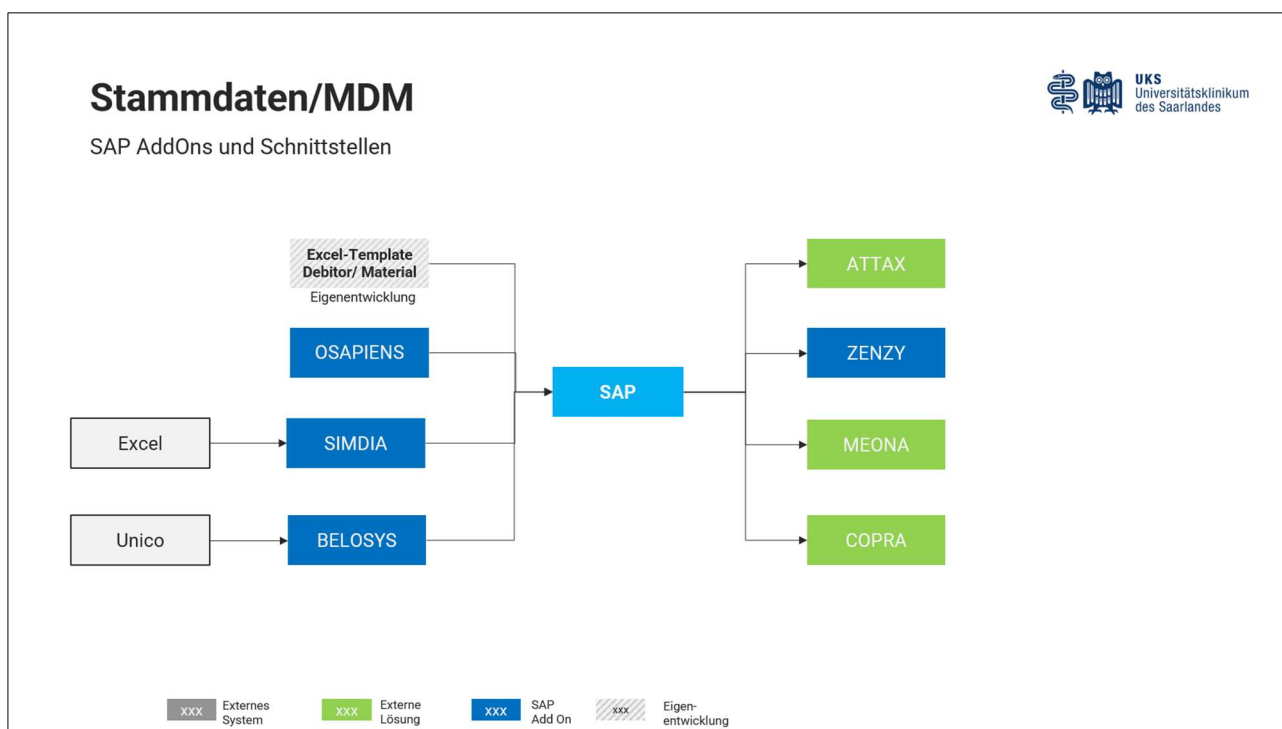 Stammdaten/MDM
SAP AddOns und Schnittstellen
UKS
Universitätsklinikum
des Saarlandes
Excel-Template
Debitor/ Material
Eigenentwicklung
ATTAX
OSAPIENS
ZENZY
SAP
Excel
SIMDIA
MEONA
Unico
BELOSYS
COPRA
xxx
Externes
System
xxx
Externe
Lösung
xxx
SAP
Add On
xxx
Eigen-
entwicklung